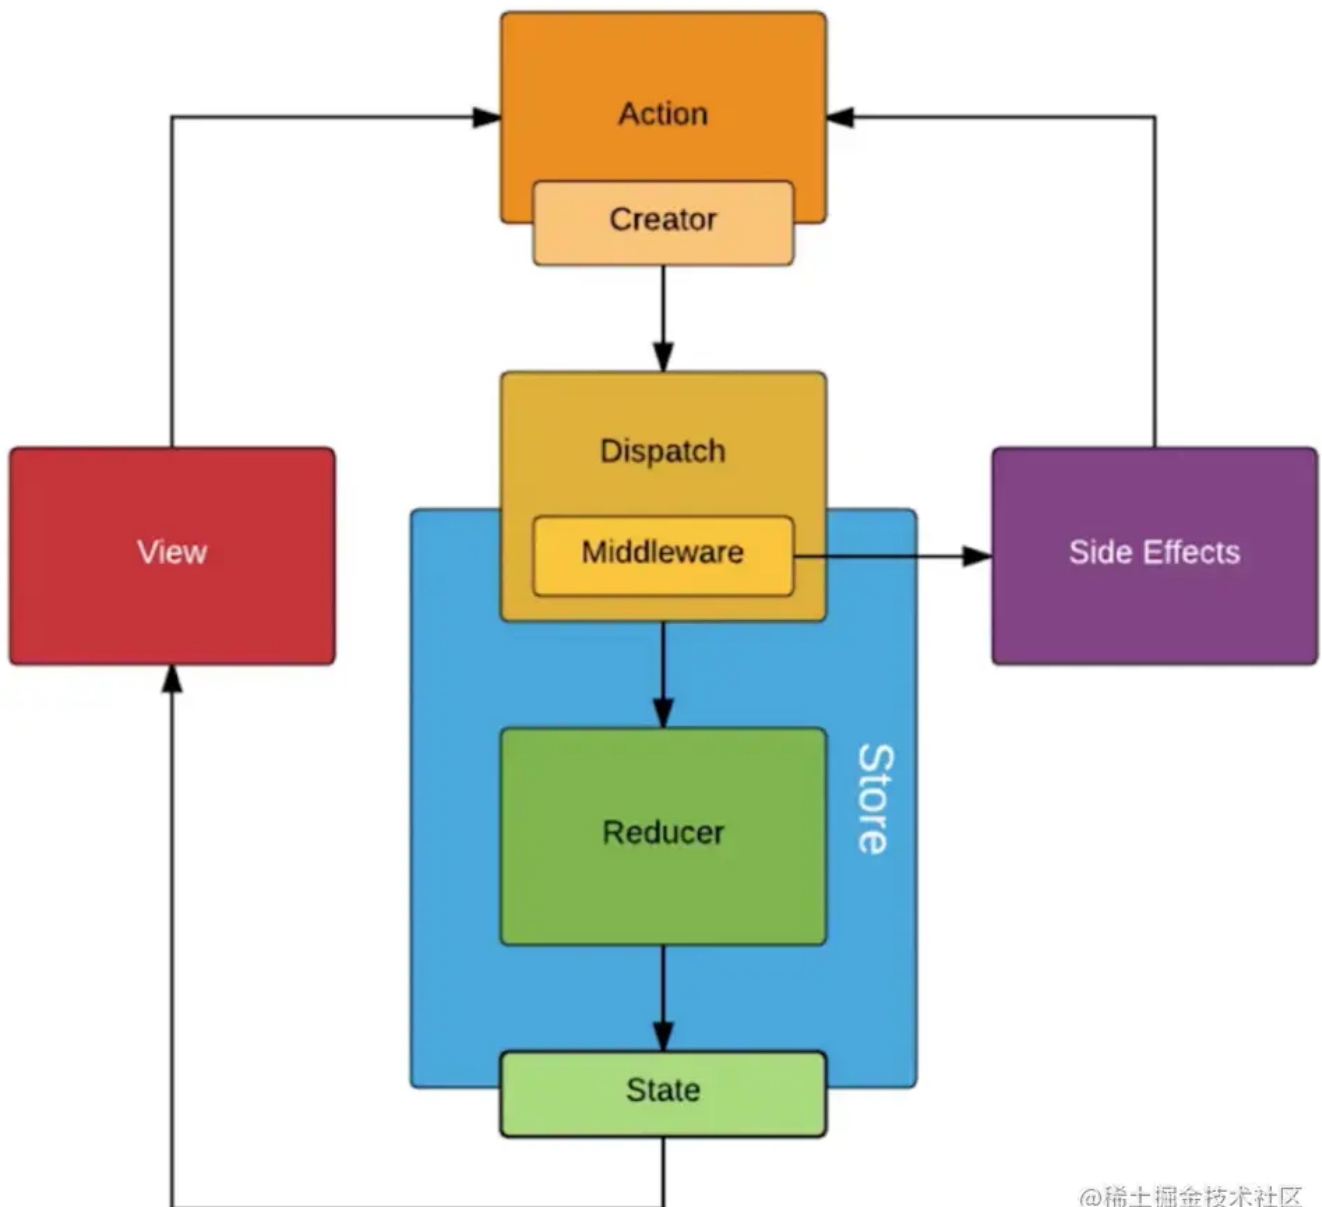 Action
Creator
Dispatch
View
Middleware
Side Effects
Store
Reducer
State
@稀土掘金技术社区